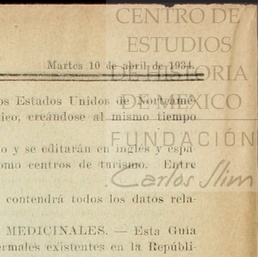 CENTRO DE
ESTUDIOS
DE HISTORIA
DE MÉXICO
FUNDACIÓN
Carlos Slim
Martes 10 de abril de 1934.
os Estados Unidos de Norteamé-
ico, creándose al mismo tiempo
o y se editarán en inglés y espa-
omo centros de turismo. Entre
contendrá todos los datos rela-
MEDICINALES. — Esta Guía
ermales existentes en la Repúbli-